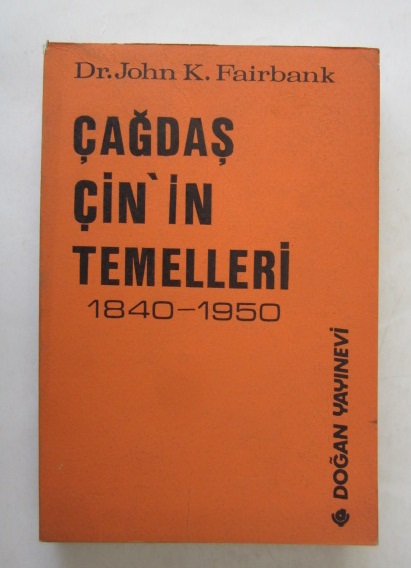 Dr. John K. Fairbank
ÇAĞDAŞ
ÇİN`İN
TEMELLERİ
1840-1950
DOĞAN YAYINEVİ